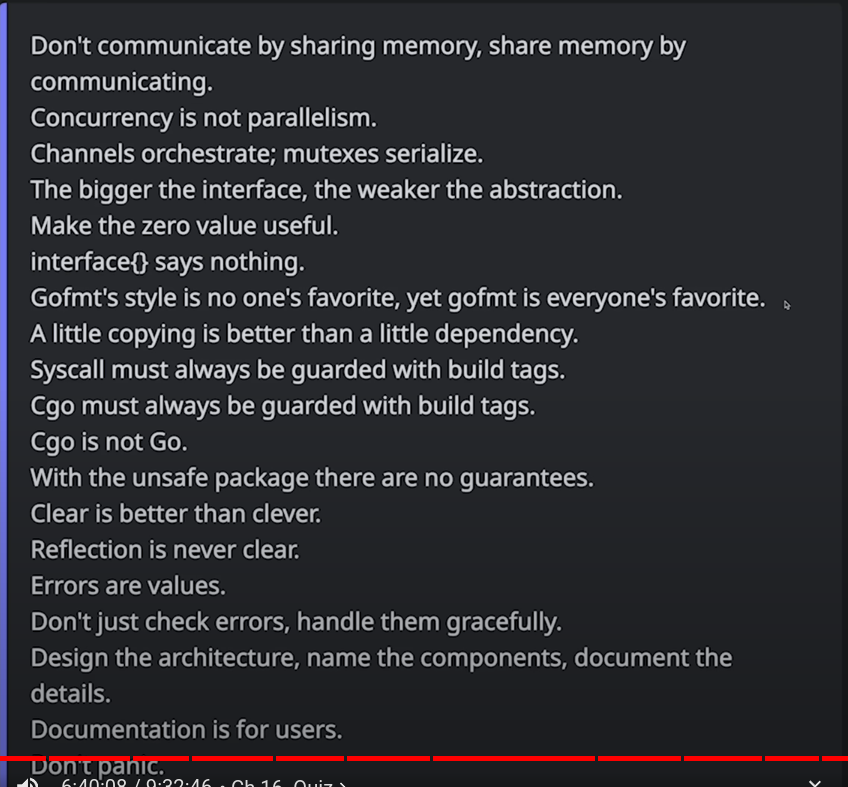 Don't communicate by sharing memory, share memory by
communicating.
Concurrency is not parallelism.
Channels orchestrate; mutexes serialize.
The bigger the interface, the weaker the abstraction.
Make the zero value useful.
interface{} says nothing.
Gofmt's style is no one's favorite, yet gofmt is everyone's favorite.
A little copying is better than a little dependency.
Syscall must always be guarded with build tags.
Cgo must always be guarded with build tags.
Cgo is not Go.
With the unsafe package there are no guarantees.
Clear is better than clever.
Reflection is never clear.
Errors are values.
Don't just check errors, handle them gracefully.
Design the architecture, name the components, document the
details.
Documentation is for users.
Don't panic.
6:40:08 / 9:32:46 • Ch 16. Quiz >